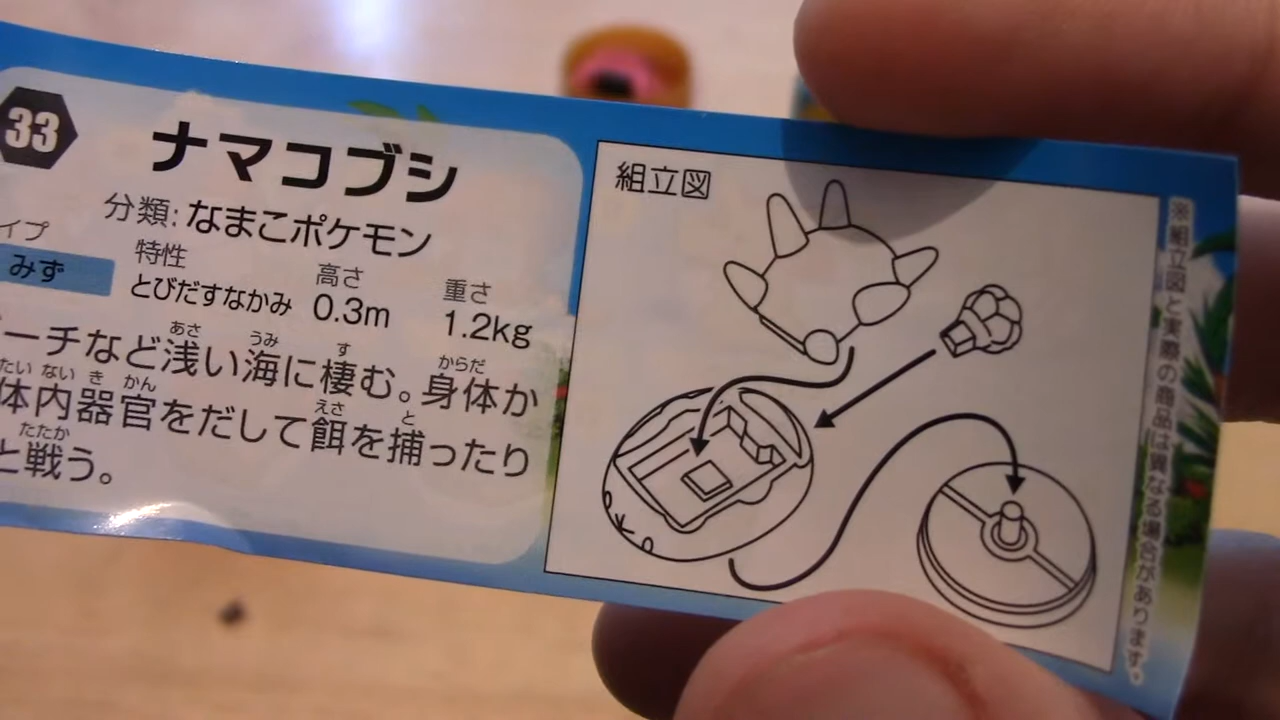 33
ナマコブシ
分類: なまこポケモン
イプ
みず
特性
とびだすなかみ
高さ
0.3m
重さ
1.2kg
ーチなど浅い海に棲む。身体か
体内器官をだして餌を捕ったり
と戦う。
組立図
※組立図と実際の商品は異なる場合があります。